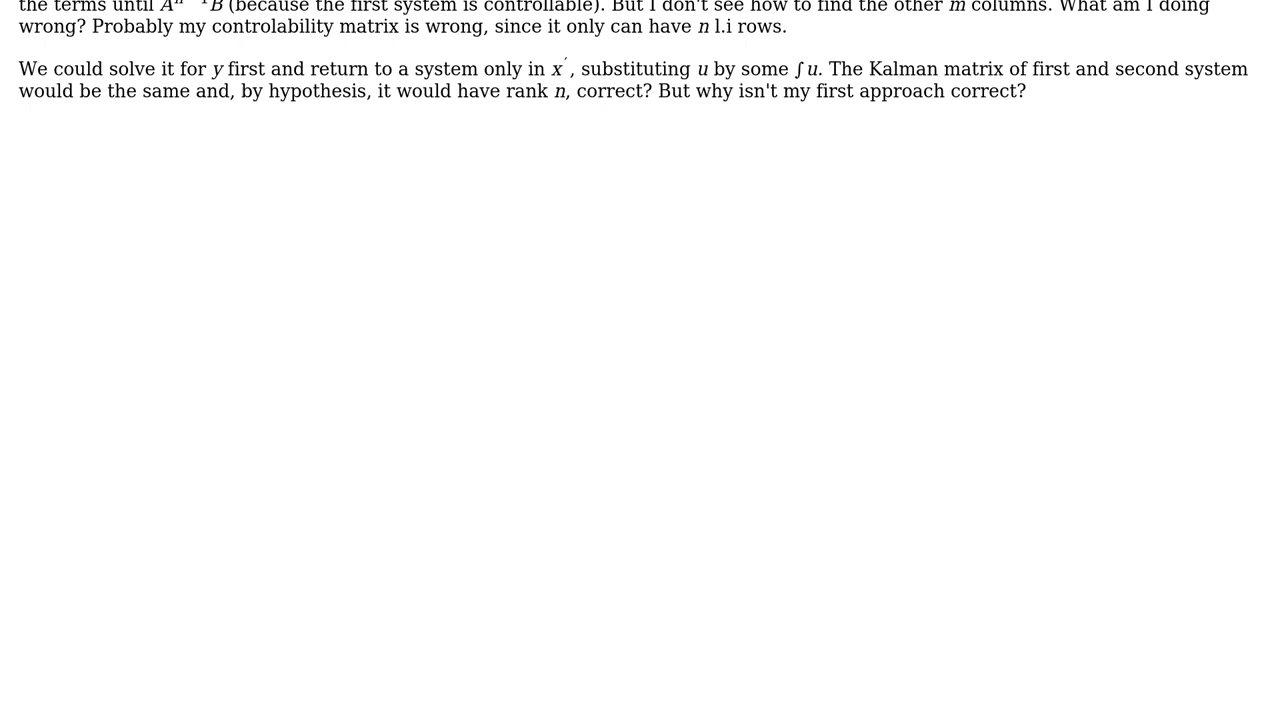 the terms until A^{n-1}B (because the first system is controllable). But I don't see how to find the other m columns. What am I doing
wrong? Probably my controlability matrix is wrong, since it only can have n l.i rows.
We could solve it for y first and return to a system only in x′, substituting u by some ∫u. The Kalman matrix of first and second system
would be the same and, by hypothesis, it would have rank n, correct? But why isn't my first approach correct?